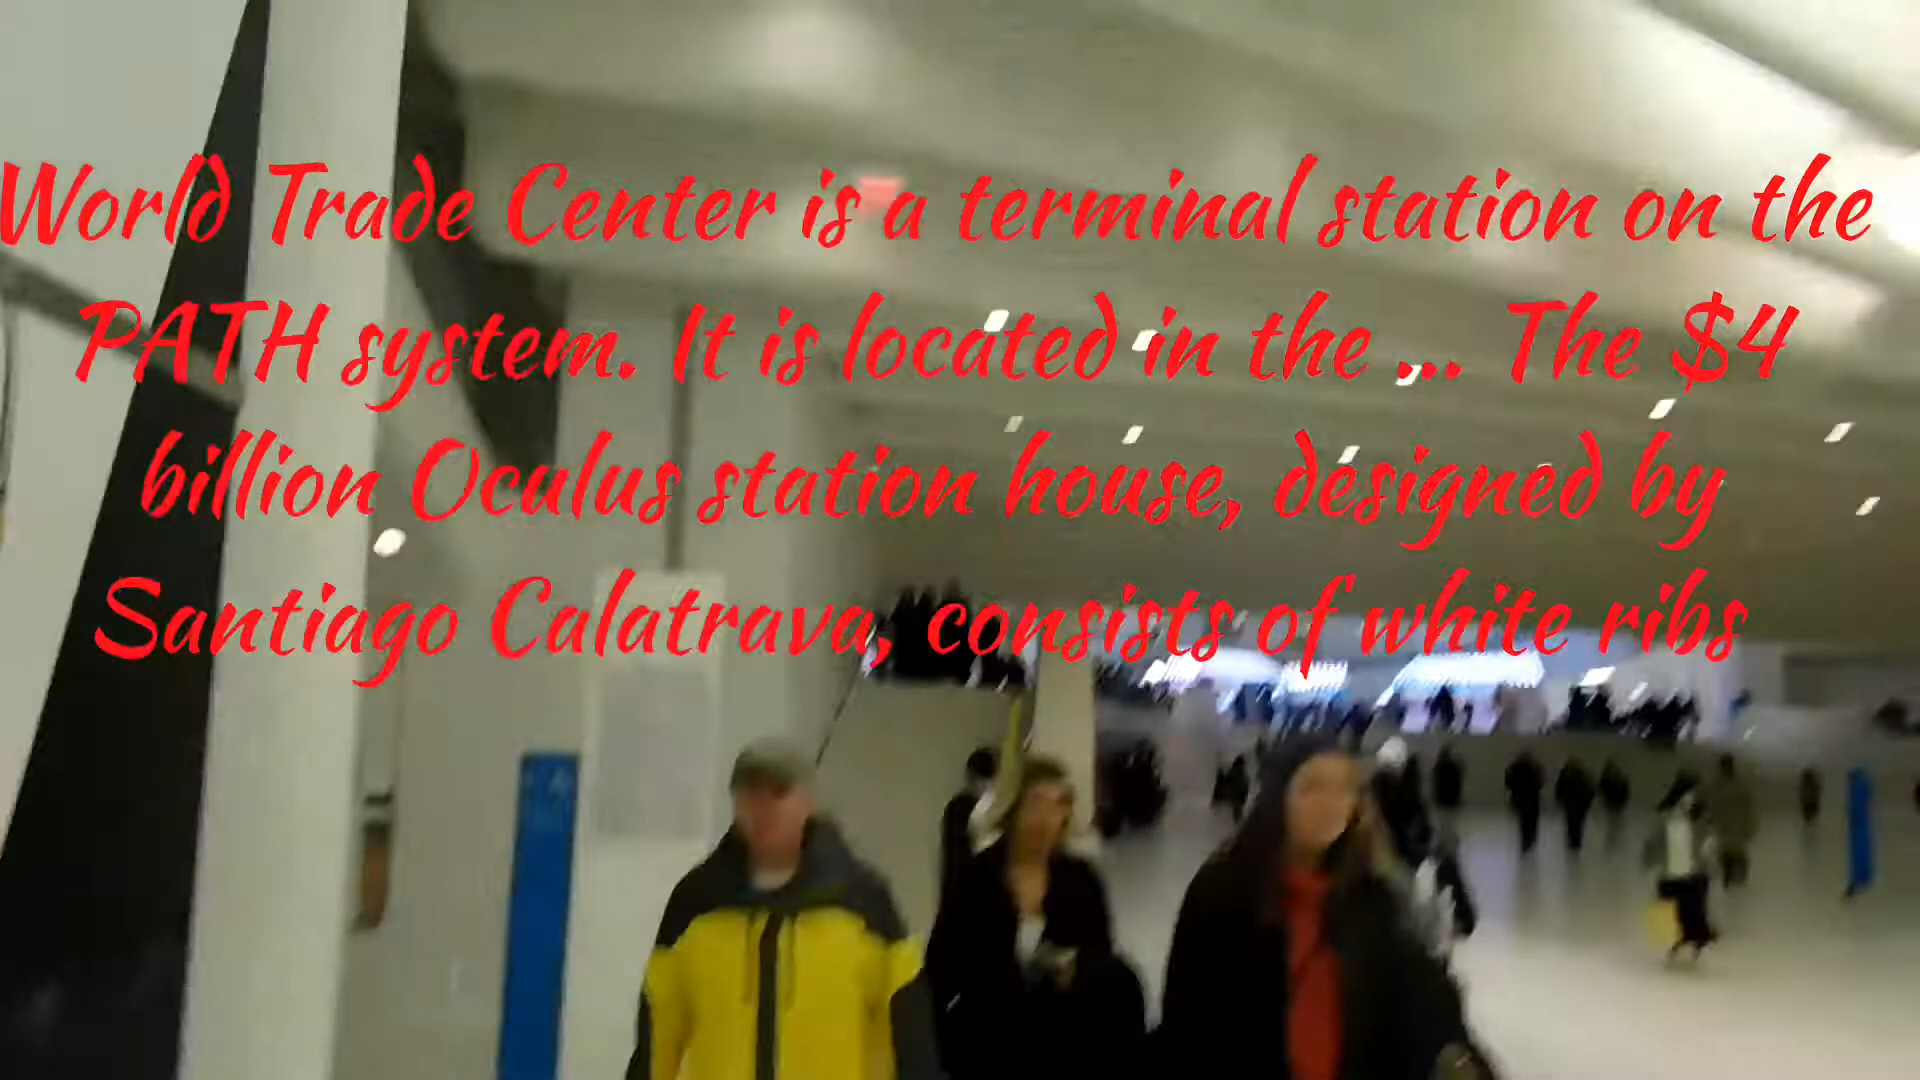 World Trade Center is a terminal station on the
PATH system. It is located in the ... The $4
billion Oculus station house, designed by
Santiago Calatrava, consists of white ribs